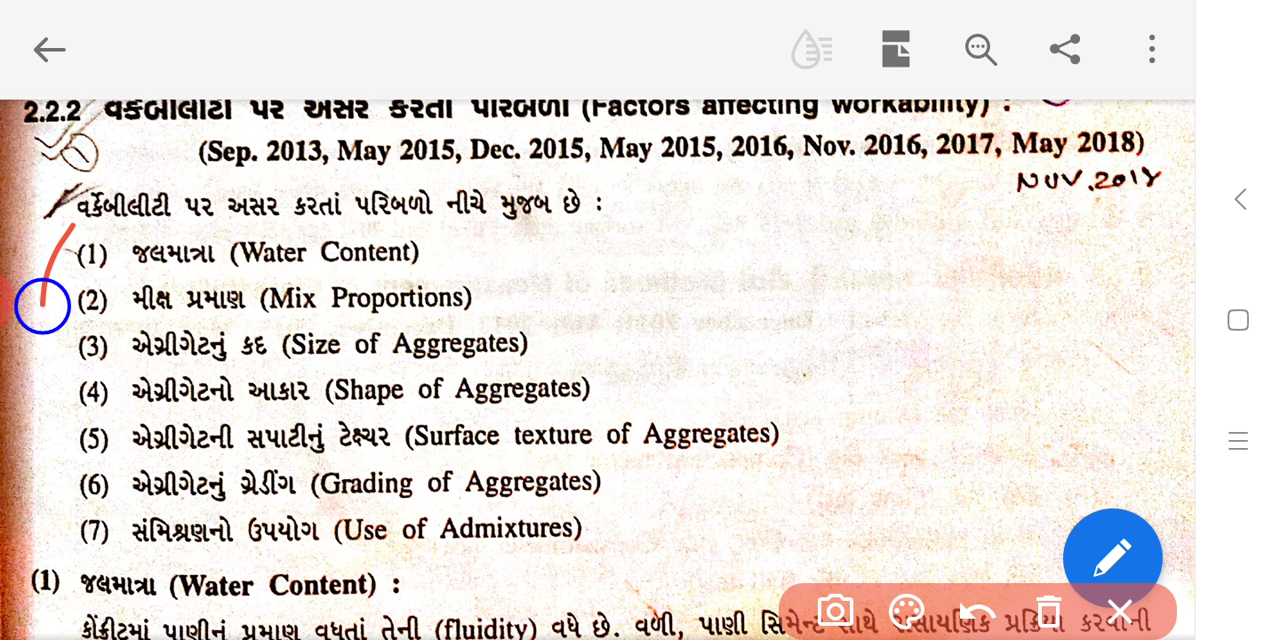 2.2.2 વર્કેબીલીટી પર અસર કરતાં પરિબળો (Factors affecting workability) :
(Sep. 2013, May 2015, Dec. 2015, May 2015, 2016, Nov. 2016, 2017, May 2018)
NOV.2018
વર્કેબીલીટી પર અસર કરતાં પરિબળો નીચે મુજબ છે :
(1) જલમાત્રા (Water Content)
(2) મીક્ષ પ્રમાણ (Mix Proportions)
(3) એગ્રીગેટનું કદ (Size of Aggregates)
(4) એગ્રીગેટનો આકાર (Shape of Aggregates)
(5) એગ્રીગેટની સપાટીનું ટેક્ષ્ચર (Surface texture of Aggregates)
(6) એગ્રીગેટનું ગ્રેડીંગ (Grading of Aggregates)
(7) સંમિશ્રણનો ઉપયોગ (Use of Admixtures)
(1) જલમાત્રા (Water Content) :
કોંક્રીટમાં પાણીનું પ્રમાણ વધતાં તેની (fluidity) વધે છે. વળી, પાણી સિમેન્ટ સાથે રાસાયણિક પ્રક્રિયા કરવાની